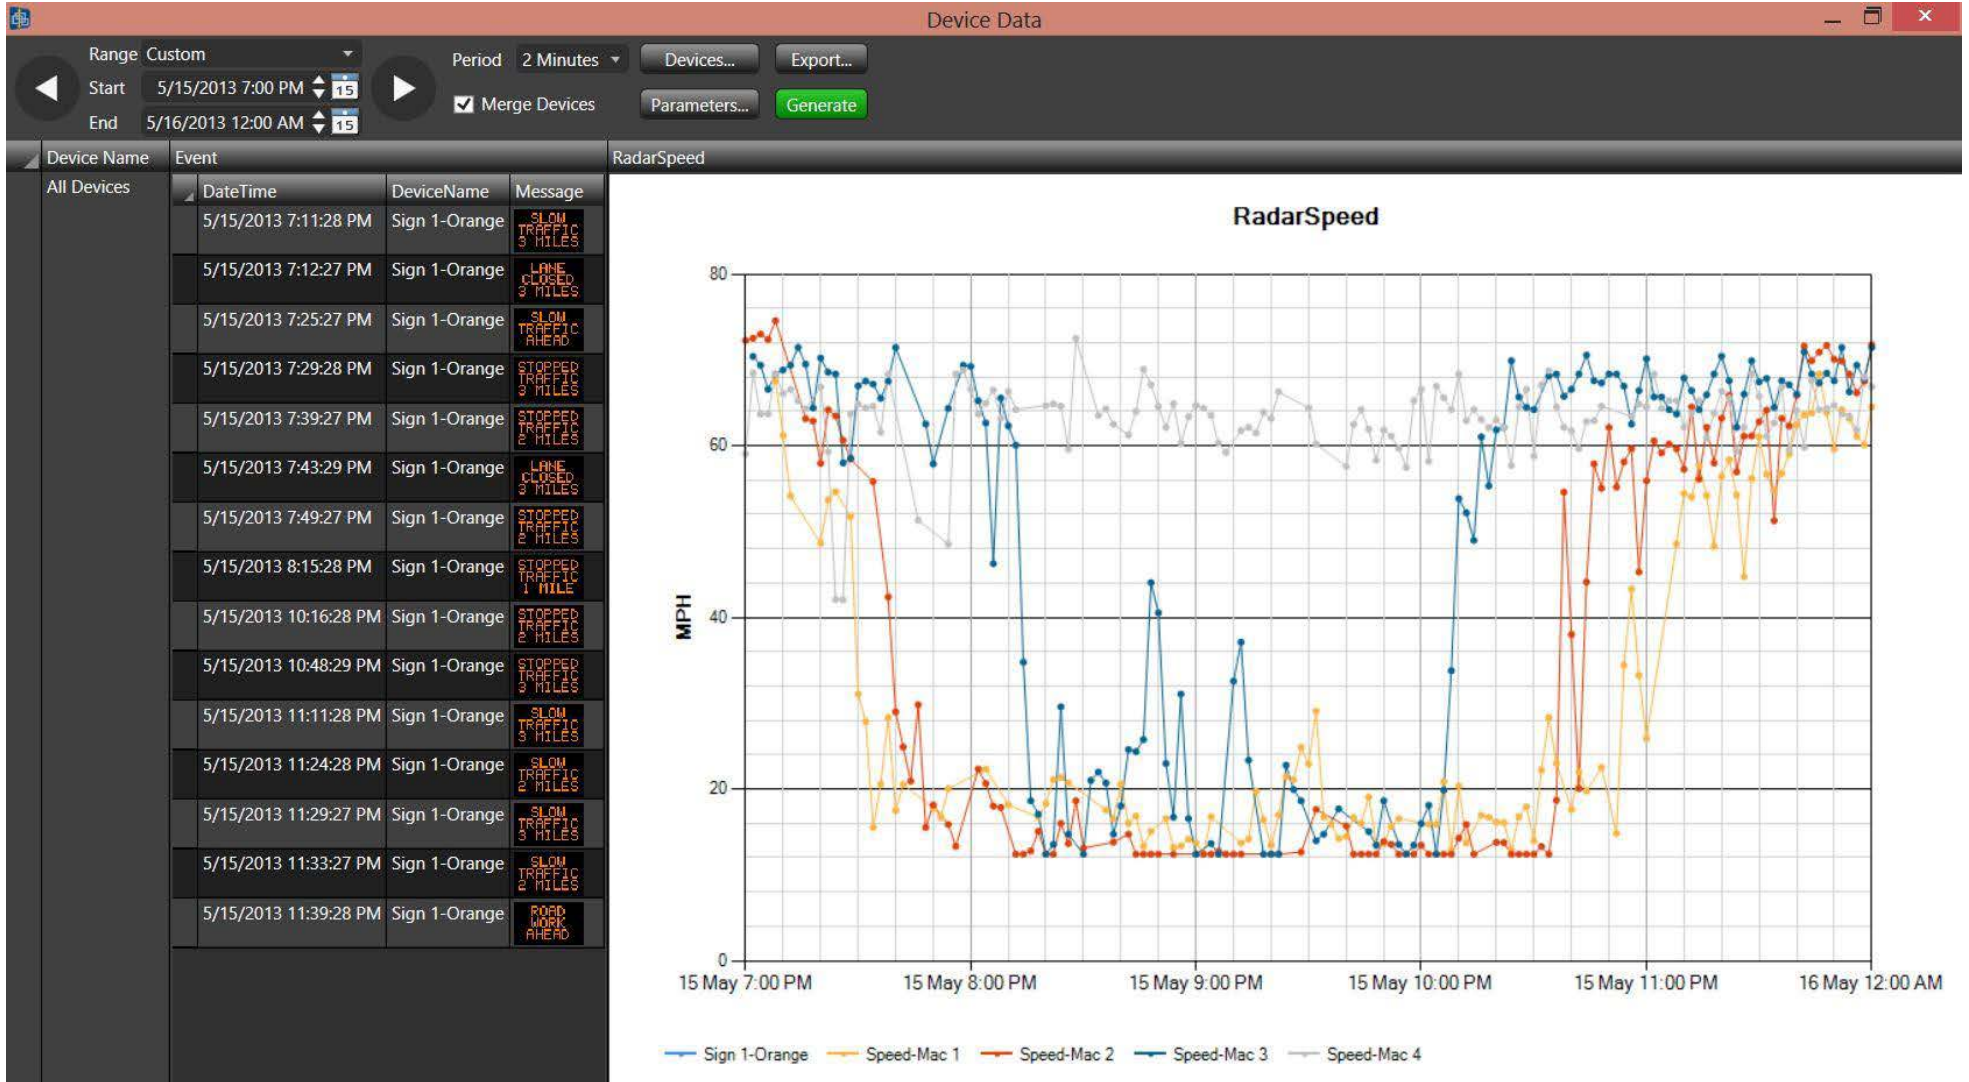 Device Data
Range Custom
Period 2 Minutes
Devices...
Export...
Start 5/15/2013 7:00 PM
15
Merge Devices
Parameters...
Generate
End 5/16/2013 12:00 AM
15
Device Name
Event
RadarSpeed
All Devices
DateTime DeviceName Message
5/15/2013 7:11:28 PM Sign 1-Orange SLOW
TRAFFIC
3 MILES
5/15/2013 7:12:27 PM Sign 1-Orange LANE
CLOSED
3 MILES
5/15/2013 7:25:27 PM Sign 1-Orange SLOW
TRAFFIC
AHEAD
5/15/2013 7:29:28 PM Sign 1-Orange STOPPED
TRAFFIC
3 MILES
5/15/2013 7:39:27 PM Sign 1-Orange STOPPED
TRAFFIC
2 MILES
5/15/2013 7:43:29 PM Sign 1-Orange LANE
CLOSED
3 MILES
5/15/2013 7:49:27 PM Sign 1-Orange STOPPED
TRAFFIC
2 MILES
5/15/2013 8:15:28 PM Sign 1-Orange STOPPED
TRAFFIC
1 MILE
5/15/2013 10:16:28 PM Sign 1-Orange STOPPED
TRAFFIC
2 MILES
5/15/2013 10:48:29 PM Sign 1-Orange STOPPED
TRAFFIC
3 MILES
5/15/2013 11:11:28 PM Sign 1-Orange SLOW
TRAFFIC
3 MILES
5/15/2013 11:24:28 PM Sign 1-Orange SLOW
TRAFFIC
2 MILES
5/15/2013 11:29:27 PM Sign 1-Orange SLOW
TRAFFIC
3 MILES
5/15/2013 11:33:27 PM Sign 1-Orange SLOW
TRAFFIC
2 MILES
5/15/2013 11:39:28 PM Sign 1-Orange ROAD
WORK
AHEAD
RadarSpeed
80
60
40
20
0
MPH
15 May 7:00 PM 15 May 8:00 PM 15 May 9:00 PM 15 May 10:00 PM 15 May 11:00 PM 16 May 12:00 AM
Sign 1-Orange Speed-Mac 1 Speed-Mac 2 Speed-Mac 3 Speed-Mac 4